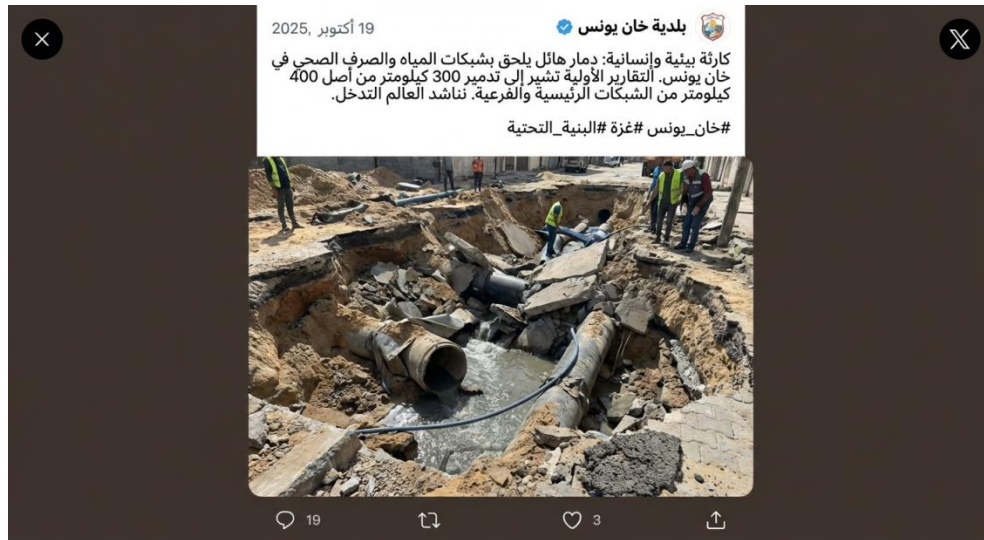 بلدية خان يونس
19 أكتوبر ,2025
كارثة بيئية وإنسانية: دمار هائل يلحق بشبكات المياه والصرف الصحي في
خان يونس. التقارير الأولية تشير إلى تدمير 300 كيلومتر من أصل 400
كيلومتر من الشبكات الرئيسية والفرعية. نناشد العالم التدخل.
#خان_يونس #غزة #البنية_التحتية
19
3